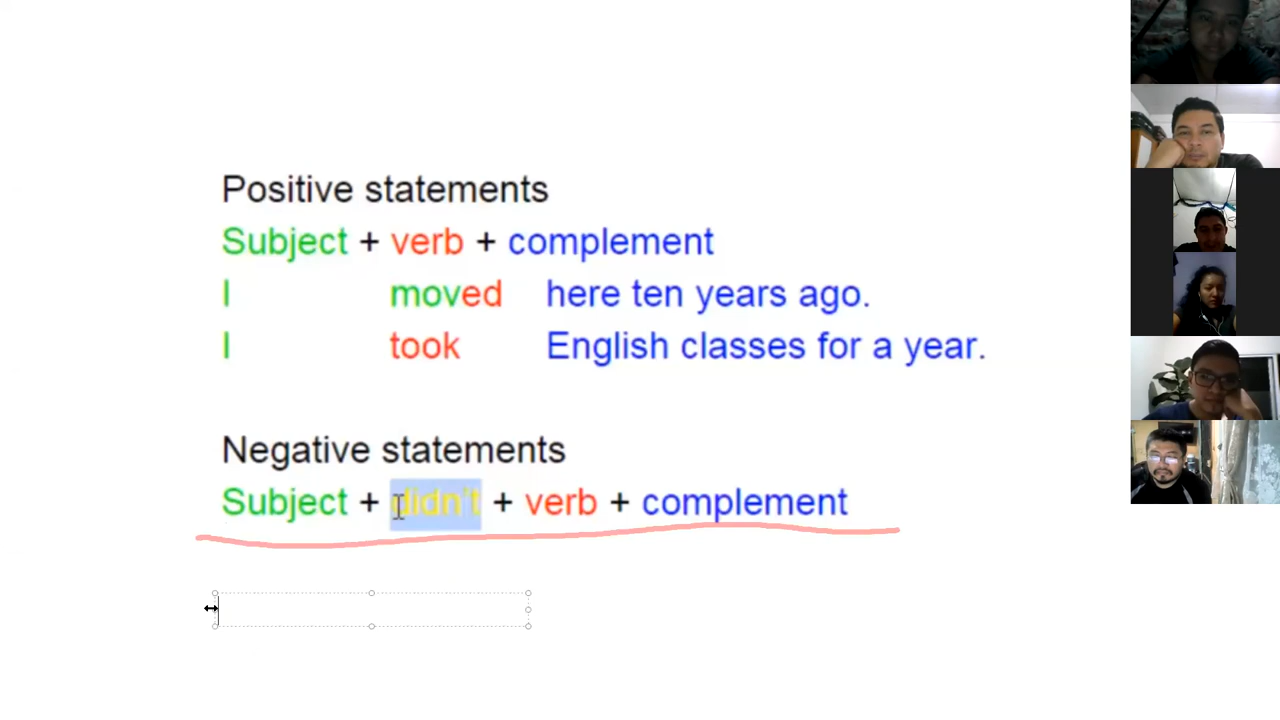 Positive statements
Subject + verb + complement
I moved here ten years ago.
I took English classes for a year.
Negative statements
Subject + didn't + verb + complement